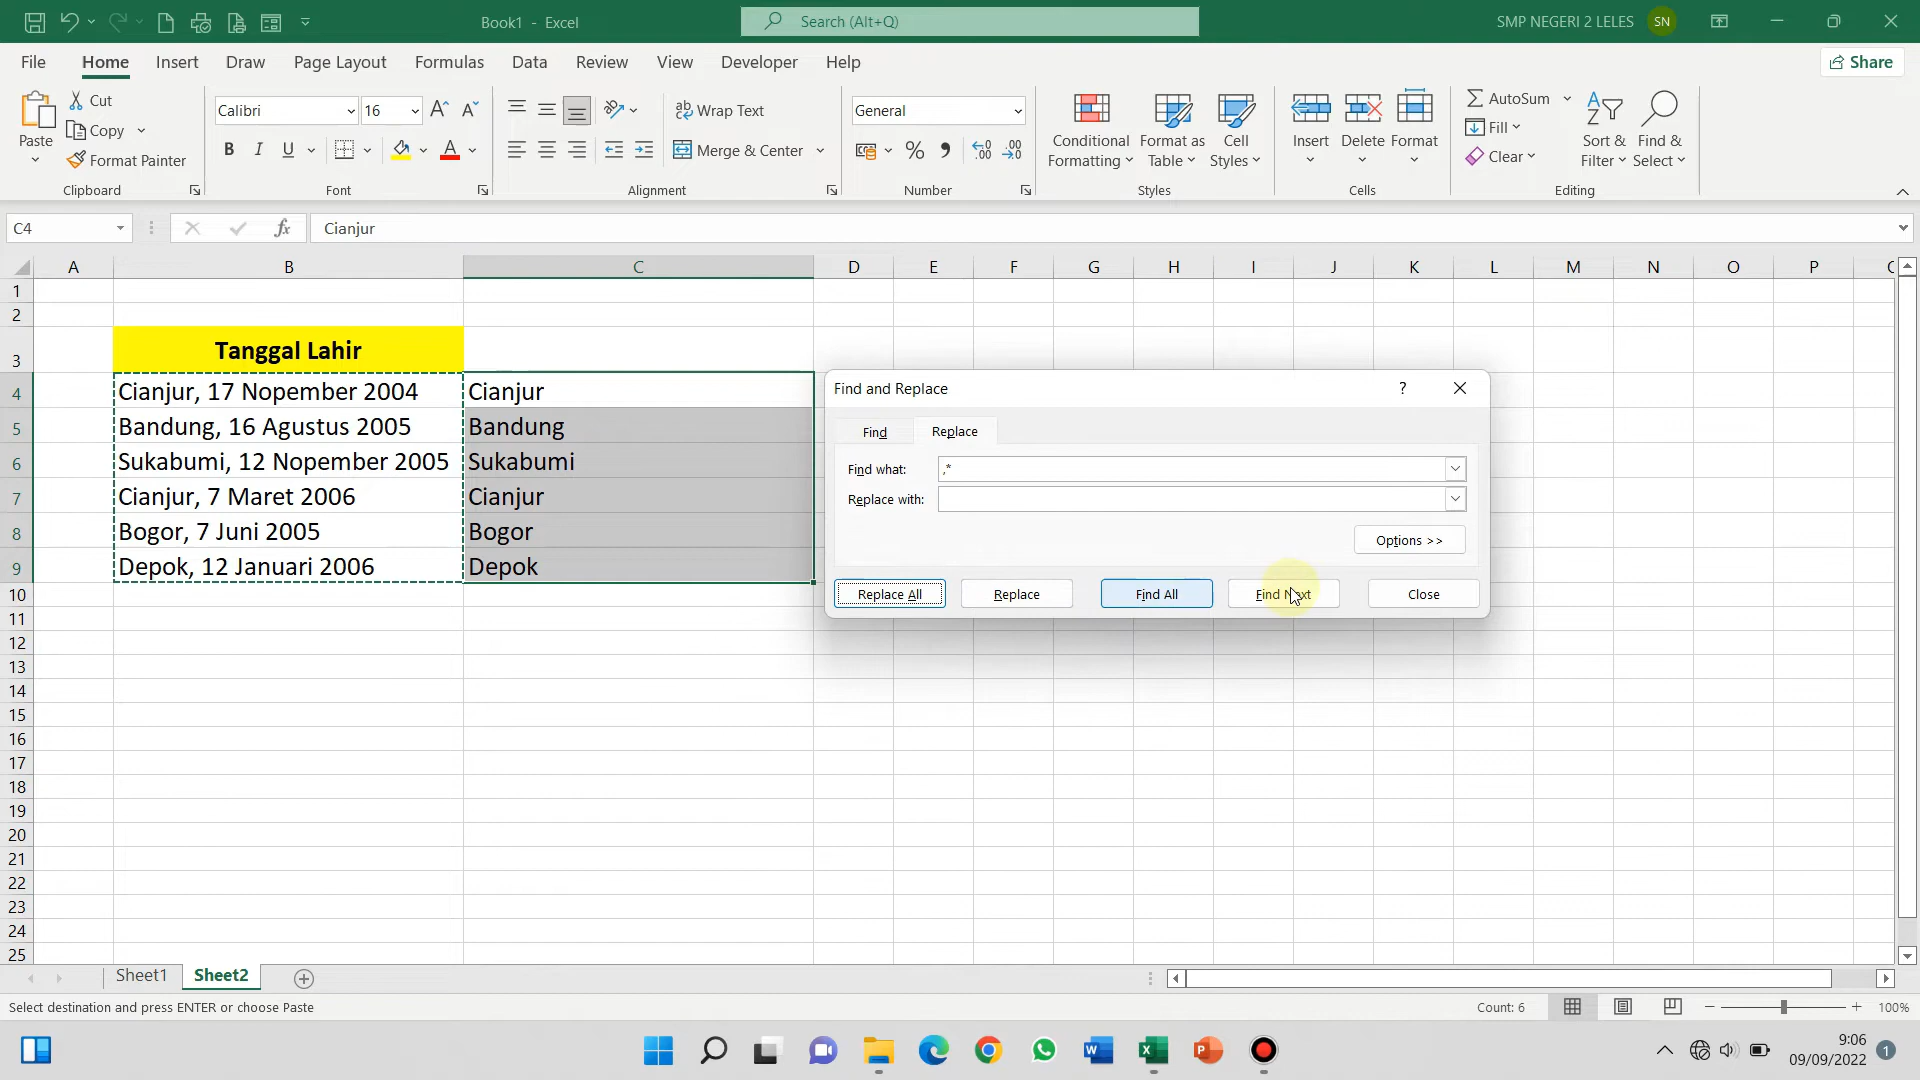 Book1 - Excel
Search (Alt+Q)
SMP NEGERI 2 LELES
SN
File Home Insert Draw Page Layout Formulas Data Review View Developer Help
Share
Paste
Cut
Copy
Format Painter
Clipboard
Calibri 16
B I U
Font
Wrap Text
Merge & Center
Alignment
General
Number
Conditional Formatting
Format as Table
Cell Styles
Styles
Insert
Delete
Format
Cells
AutoSum
Fill
Clear
Sort & Filter
Find & Select
Editing
C4
fx
Cianjur
A B C D E F G H I J K L M N O P
1
2
3 Tanggal Lahir
4 Cianjur, 17 Nopember 2004 Cianjur
5 Bandung, 16 Agustus 2005 Bandung
6 Sukabumi, 12 Nopember 2005 Sukabumi
7 Cianjur, 7 Maret 2006 Cianjur
8 Bogor, 7 Juni 2005 Bogor
9 Depok, 12 Januari 2006 Depok
10
11
12
13
14
15
16
17
18
19
20
21
22
23
24
25
Find and Replace
?
Find Replace
Find what: ,*
Replace with:
Options >>
Replace All Replace Find All Find Next Close
Sheet1 Sheet2
Select destination and press ENTER or choose Paste
Count: 6
100%
9:06
09/09/2022
1